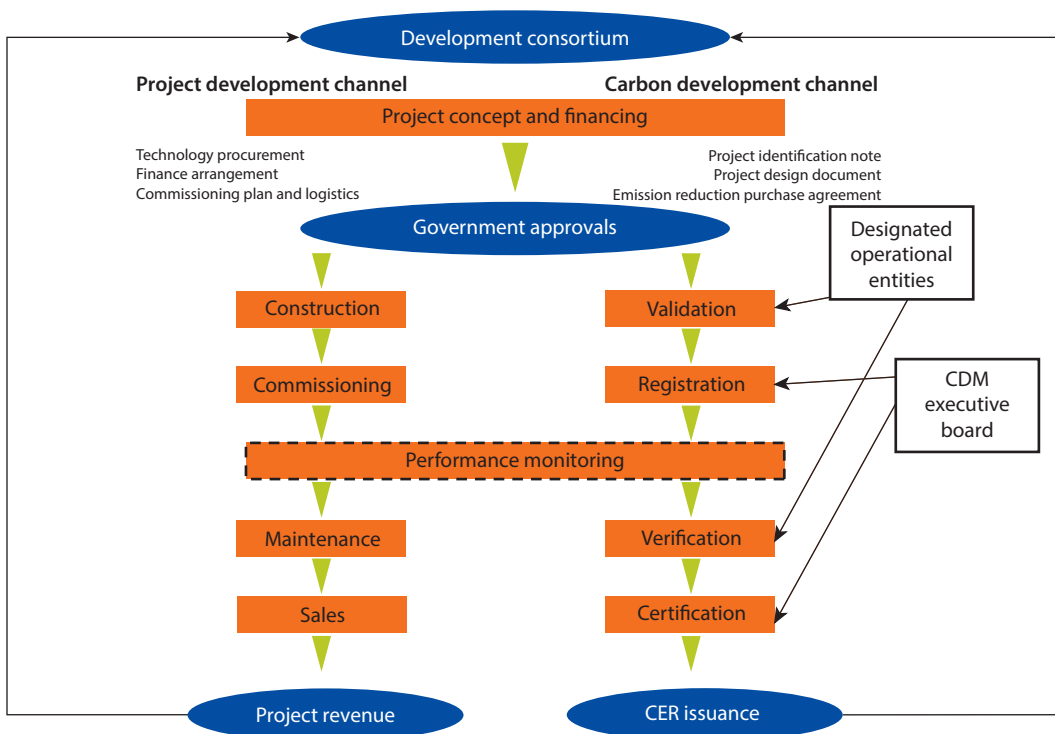 Development consortium
Project development channel
Carbon development channel
Project concept and financing
Technology procurement
Finance arrangement
Commissioning plan and logistics
Project identification note
Project design document
Emission reduction purchase agreement
Government approvals
Designated
operational
entities
Construction
Validation
Commissioning
Registration
CDM
executive
board
Performance monitoring
Maintenance
Verification
Sales
Certification
Project revenue
CER issuance